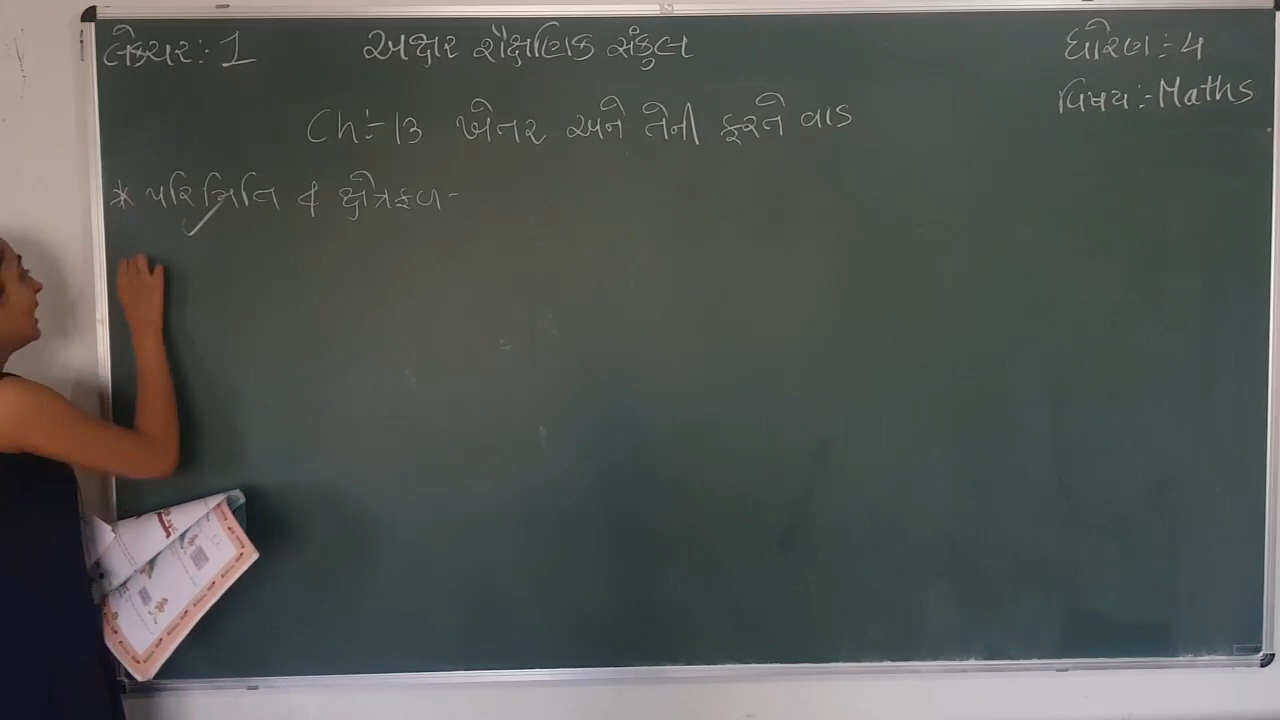 લેક્ચર:-1
અક્ષર શૈક્ષણિક સંકુલ
ધોરણ:-4
વિષય:-Maths
Ch:-13 ખેતર અને તેની ફરતે વાડ
* પરિમિતિ & ક્ષેત્રફળ-